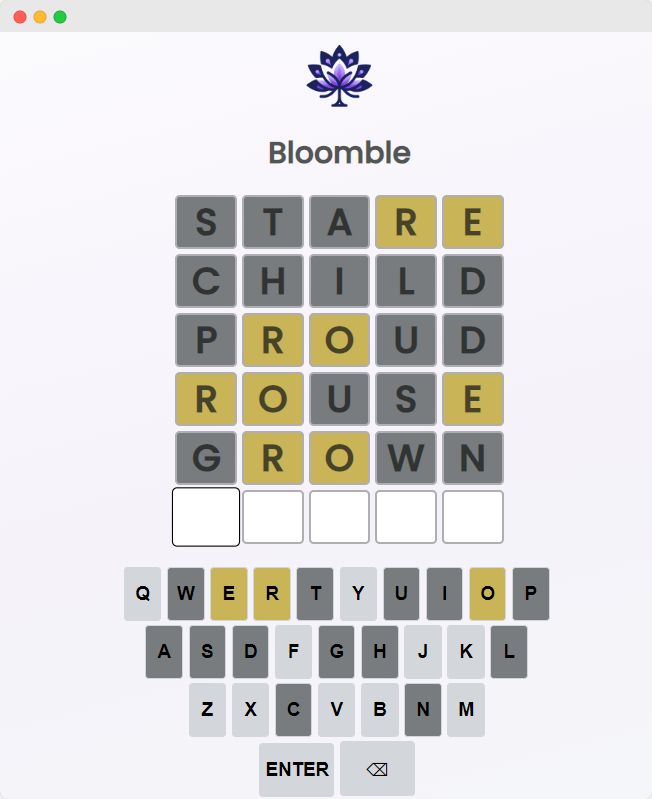 Bloomble
S T A R E
C H I L D
P R O U D
R O U S E
G R O W N
Q W E R T Y U I O P
A S D F G H J K L
Z X C V B N M
ENTER ⌫